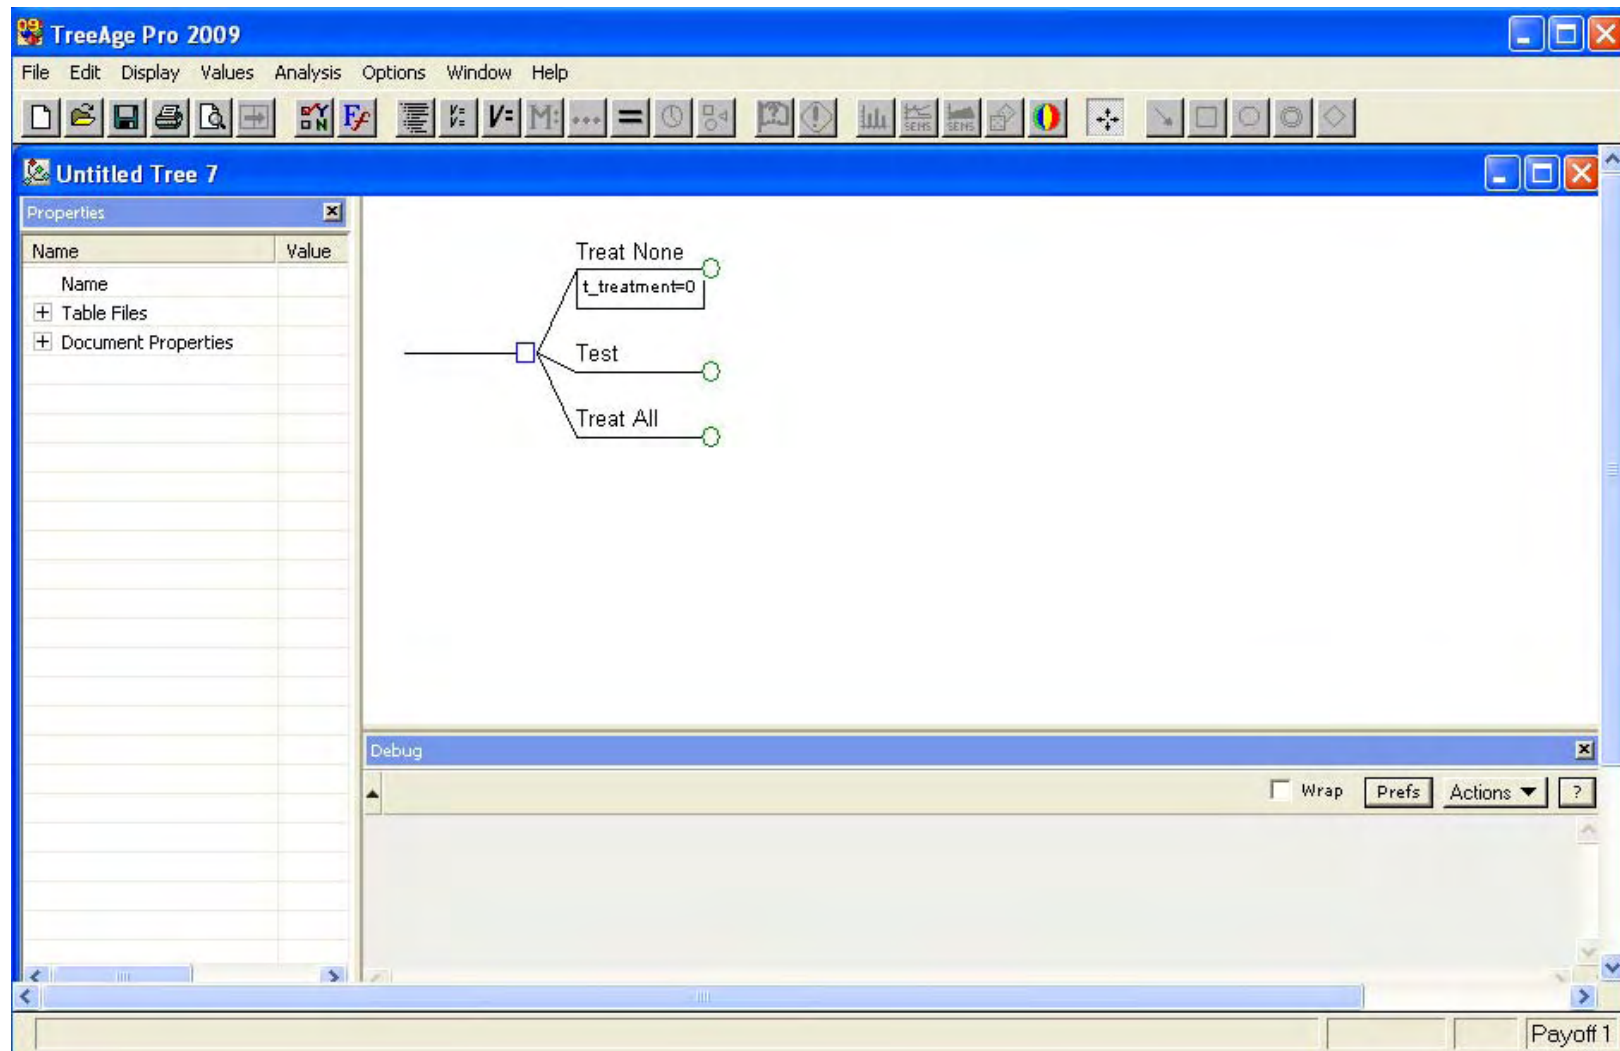 TreeAge Pro 2009
File Edit Display Values Analysis Options Window Help
Untitled Tree 7
Properties
Name Value
Name
Table Files
Document Properties
Treat None
t_treatment=0
Test
Treat All
Debug
Wrap Prefs Actions ?
Payoff 1